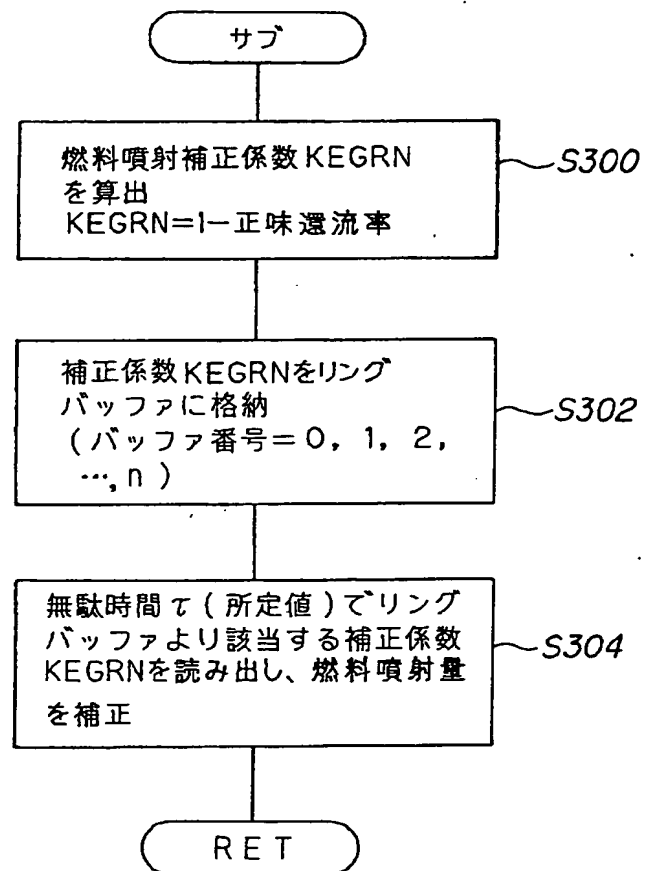 サブ
燃料噴射補正係数KEGRN
を算出
KEGRN=1-正味還流率
S300
補正係数KEGRNをリング
バッファに格納
(バッファ番号=0, 1, 2,
…, n)
S302
無駄時間τ(所定値)でリング
バッファより該当する補正係数
KEGRNを読み出し、燃料噴射量
を補正
S304
RET